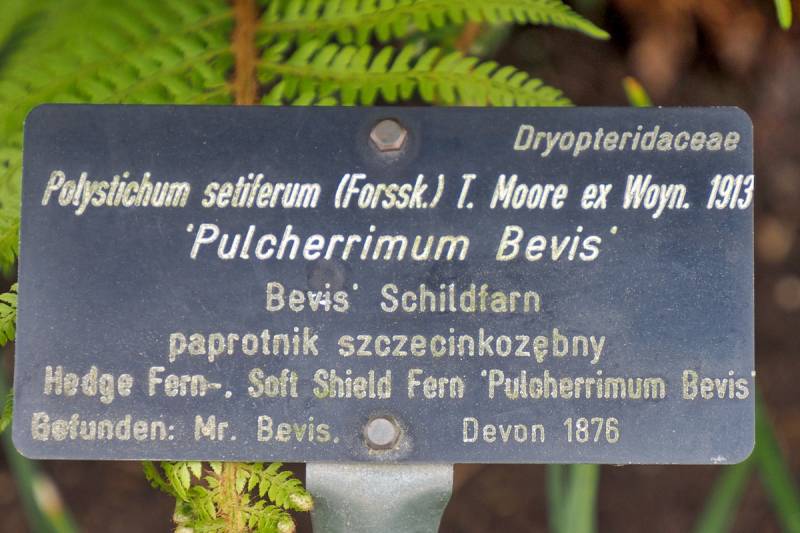 Dryopteridaceae
Polystichum setiferum (Forssk.) T. Moore ex Woyn. 1913
'Pulcherrimum Bevis'
Bevis' Schildfarn
paprotnik szczecinkozębny
Hedge Fern-, Soft Shield Fern 'Pulcherrimum Bevis'
Gefunden: Mr. Bevis. Devon 1876